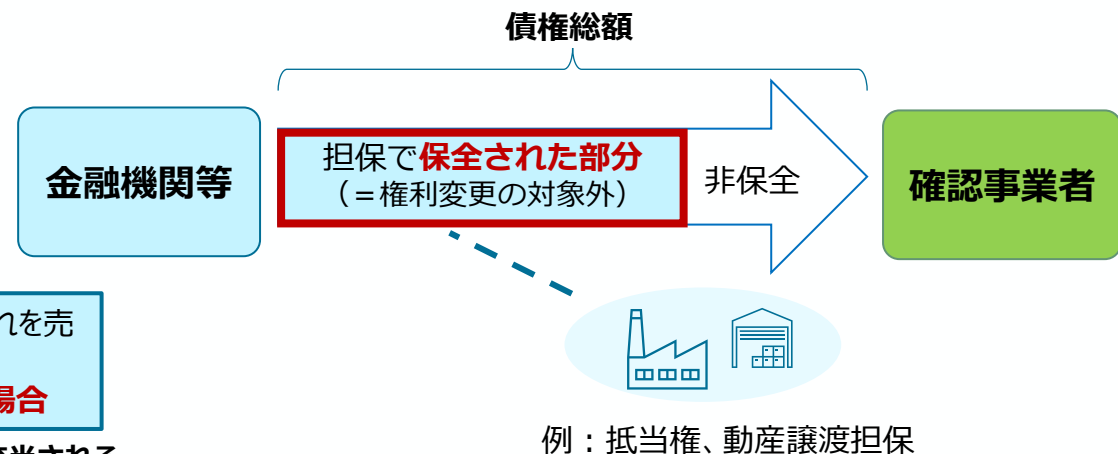 債権総額
金融機関等
担保で保全された部分
（＝権利変更の対象外）
非保全
確認事業者
れを売
場合
例：抵当権、動産譲渡担保